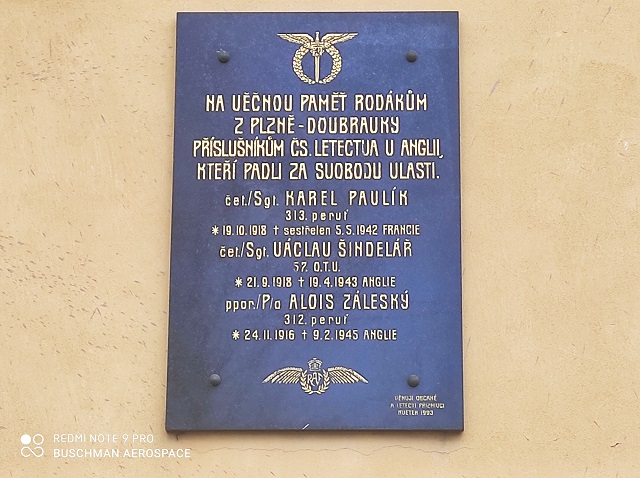 NA VĚČNOU PAMĚŤ RODÁKŮM
Z PLZNĚ-DOUBRAVKY
PŘÍSLUŠNÍKŮM ČS. LETECTVA V ANGLII,
KTEŘÍ PADLI ZA SVOBODU VLASTI.
čet./Sgt. KAREL PAULÍK
313. peruť
* 19.10.1918 † sestřelen 5.5.1942 FRANCIE
čet./Sgt. VÁCLAV ŠINDELÁŘ
57. O.T.U.
* 21.9.1918 † 19.4.1943 ANGLIE
ppor./P/o ALOIS ZÁLESKÝ
312. peruť
* 24.11.1916 † 9.2.1945 ANGLIE
RAF
VĚNUJÍ OBČANÉ
A LETECTí PŘÍZNIVCI
KVĚTEN 1993
REDMI NOTE 9 PRO
BUSCHMAN AEROSPACE